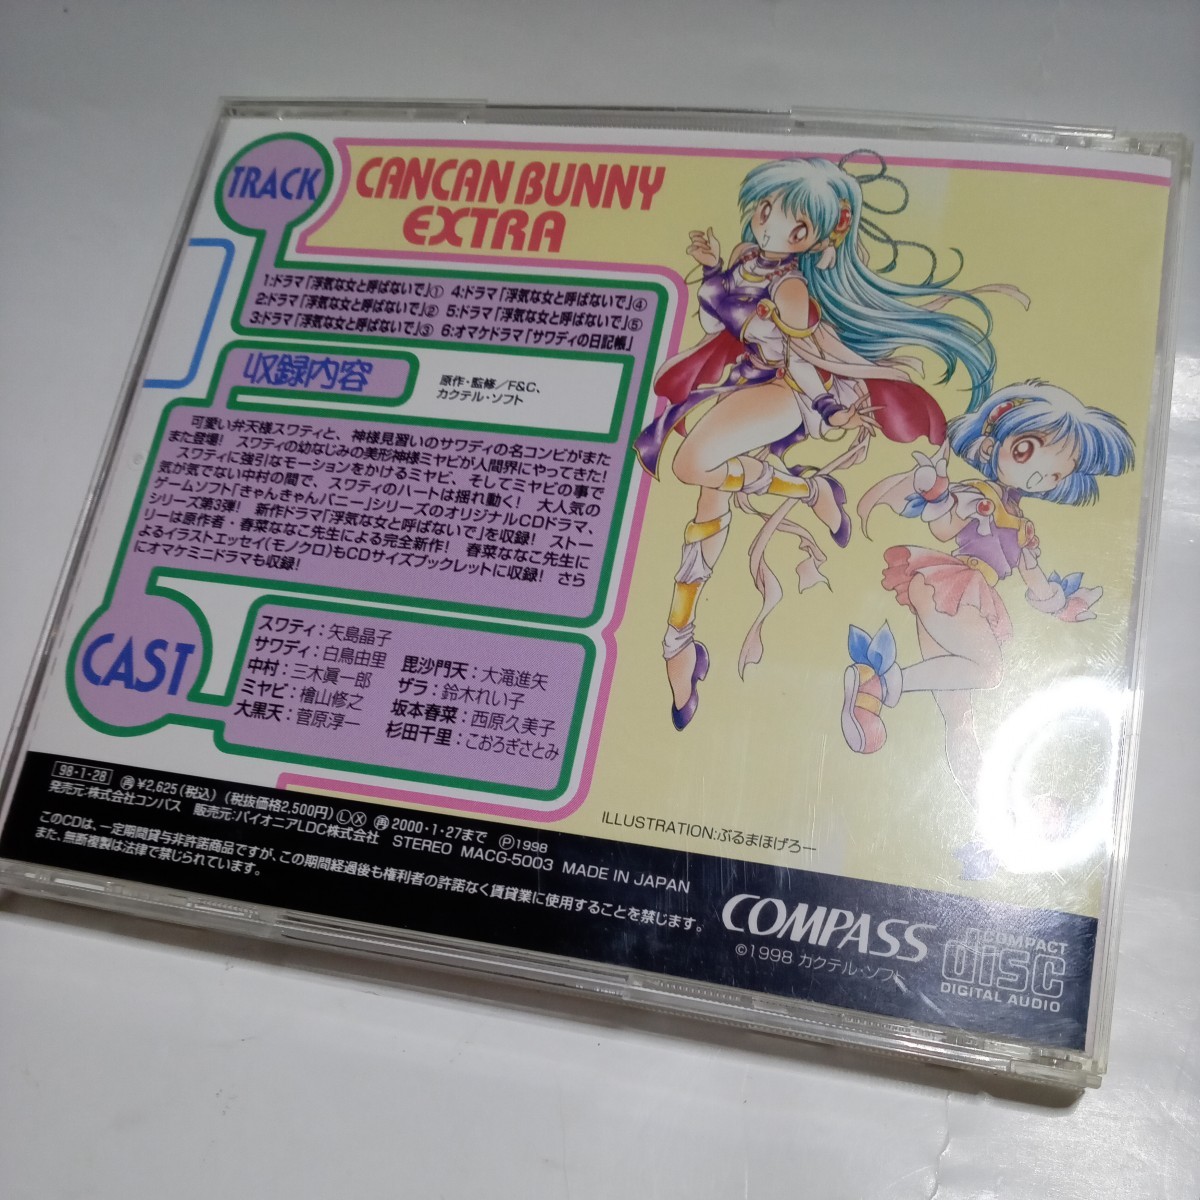 TRACK
CANCAN BUNNY
EXTRA
1:ドラマ「浮気な女と呼ばないで」① 4:ドラマ「浮気な女と呼ばないで」④
2:ドラマ「浮気な女と呼ばないで」② 5:ドラマ「浮気な女と呼ばないで」⑤
3:ドラマ「浮気な女と呼ばないで」③ 6:オマケドラマ「サワディの日記帳」
収録内容
原作・監修/F&C、
カクテル・ソフト
可愛い弁天様スワティと、神様見習いのサワディの名コンビがまた
また登場! スワティの幼なじみの美形神様ミヤビが人間界にやってきた!
スワティに強引なモーションをかけるミヤビ、そしてミヤビの事で
気が気でない中村の間で、スワティのハートは揺れ動く! 大人気の
ゲームソフト「きゃんきゃんバニー」シリーズのオリジナルCDドラマ、
シリーズ第3弾! 新作ドラマ「浮気な女と呼ばないで」を収録! ストー
リーは原作者・春菜ななこ先生による完全新作! 春菜ななこ先生に
よるイラストエッセイ(モノクロ)もCDサイズブックレットに収録! さら
にオマケミニドラマも収録!
CAST
スワティ:矢島晶子
サワディ:白鳥由里
中村:三木眞一郎
ミヤビ:檜山修之
大黒天:菅原淳一
毘沙門天:大滝進矢
ザラ:鈴木れい子
坂本春菜:西原久美子
杉田千里:こおろぎさとみ
ILLUSTRATION:ぶるまほげろー
98・1・28 再 ¥2,625(税込) (税抜価格2,500円) L X 再 2000・1・27まで Ⓟ1998
発売元:株式会社コンパス 販売元:パイオニアLDC株式会社 STEREO MACG-5003 MADE IN JAPAN
このCDは、一定期間貸与非許諾商品ですが、この期間経過後も権利者の許諾なく賃貸業に使用することを禁じます。
また、無断複製は法律で禁じられています。
COMPASS
©1998 カクテル・ソフト
COMPACT
disc
DIGITAL AUDIO